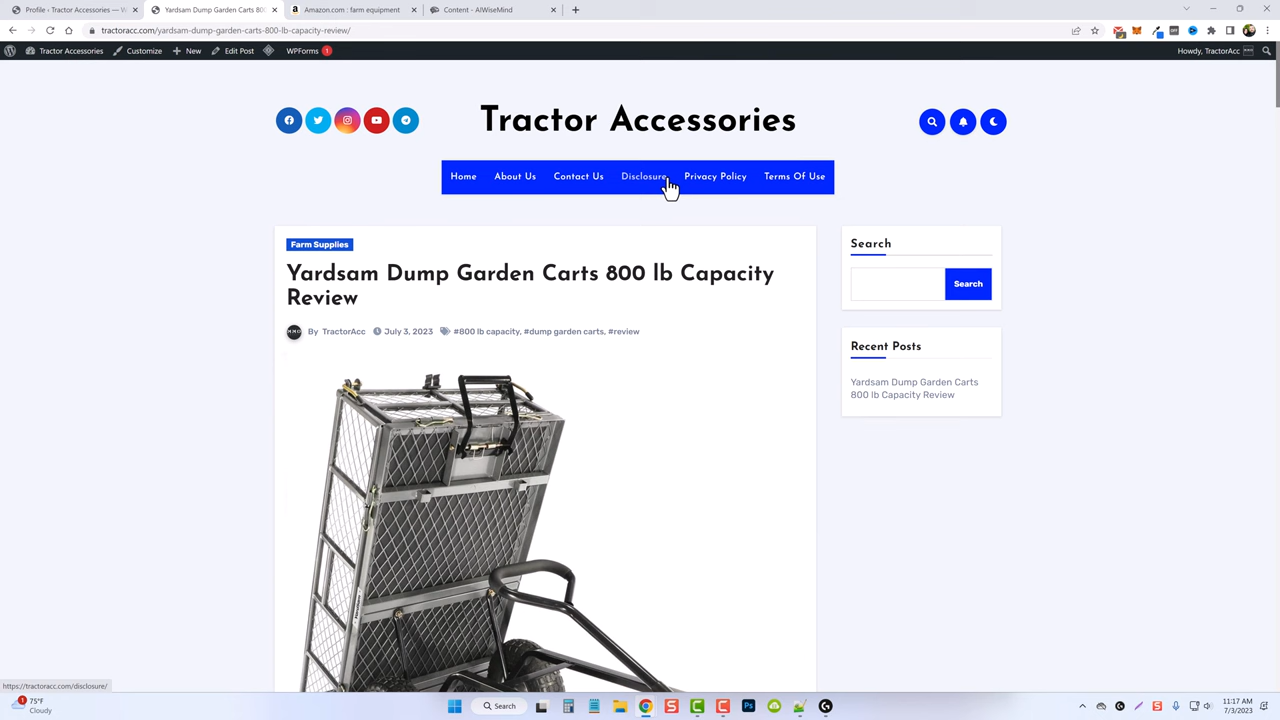 Profile ‹ Tractor Accessories — W
Yardsam Dump Garden Carts 800
Amazon.com : farm equipment
Content - AIWiseMind
tractoracc.com/yardsam-dump-garden-carts-800-lb-capacity-review/
Tractor Accessories
Customize
New
Edit Post
WPForms 1
Howdy, TractorAcc
Tractor Accessories
Home
About Us
Contact Us
Disclosure
Privacy Policy
Terms Of Use
Farm Supplies
Yardsam Dump Garden Carts 800 lb Capacity
Review
By TractorAcc July 3, 2023 #800 lb capacity, #dump garden carts, #review
Search
Search
Recent Posts
Yardsam Dump Garden Carts
800 lb Capacity Review
https://tractoracc.com/disclosure/
1
75°F
Cloudy
Search
11:17 AM
7/3/2023